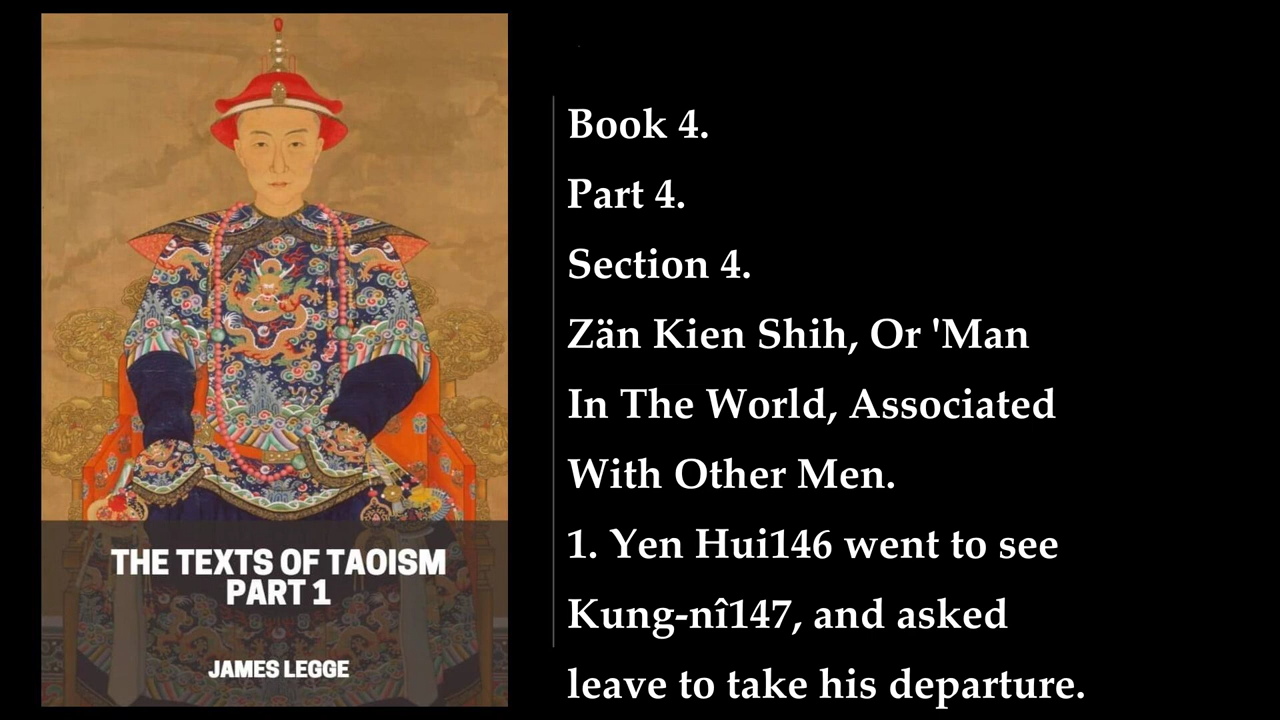 THE TEXTS OF TAOISM
PART 1
JAMES LEGGE
Book 4.
Part 4.
Section 4.
Zän Kien Shih, Or 'Man
In The World, Associated
With Other Men.
1. Yen Hui146 went to see
Kung-nî147, and asked
leave to take his departure.